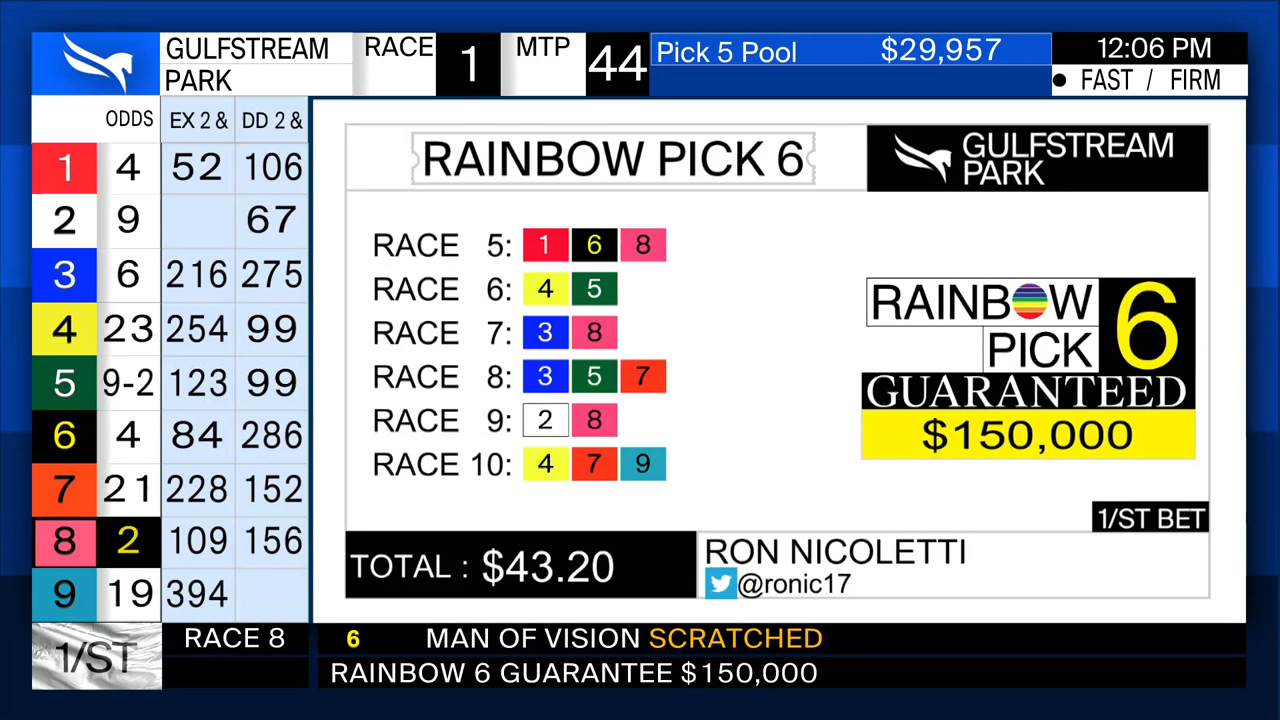 GULFSTREAM PARK RACE 1 MTP 44 Pick 5 Pool $29,957 12:06 PM
FAST / FIRM
ODDS EX 2 & DD 2 &
1 4 52 106
2 9 67
3 6 216 275
4 23 254 99
5 9-2 123 99
6 4 84 286
7 21 228 152
8 2 109 156
9 19 394
RAINBOW PICK 6
GULFSTREAM
PARK
RACE 5: 1 6 8
RACE 6: 4 5
RACE 7: 3 8
RACE 8: 3 5 7
RACE 9: 2 8
RACE 10: 4 7 9
RAINBOW
PICK 6
GUARANTEED
$150,000
1/ST BET
TOTAL : $43.20
RON NICOLETTI
@ronic17
1/ST
RACE 8 6 MAN OF VISION SCRATCHED
RAINBOW 6 GUARANTEE $150,000